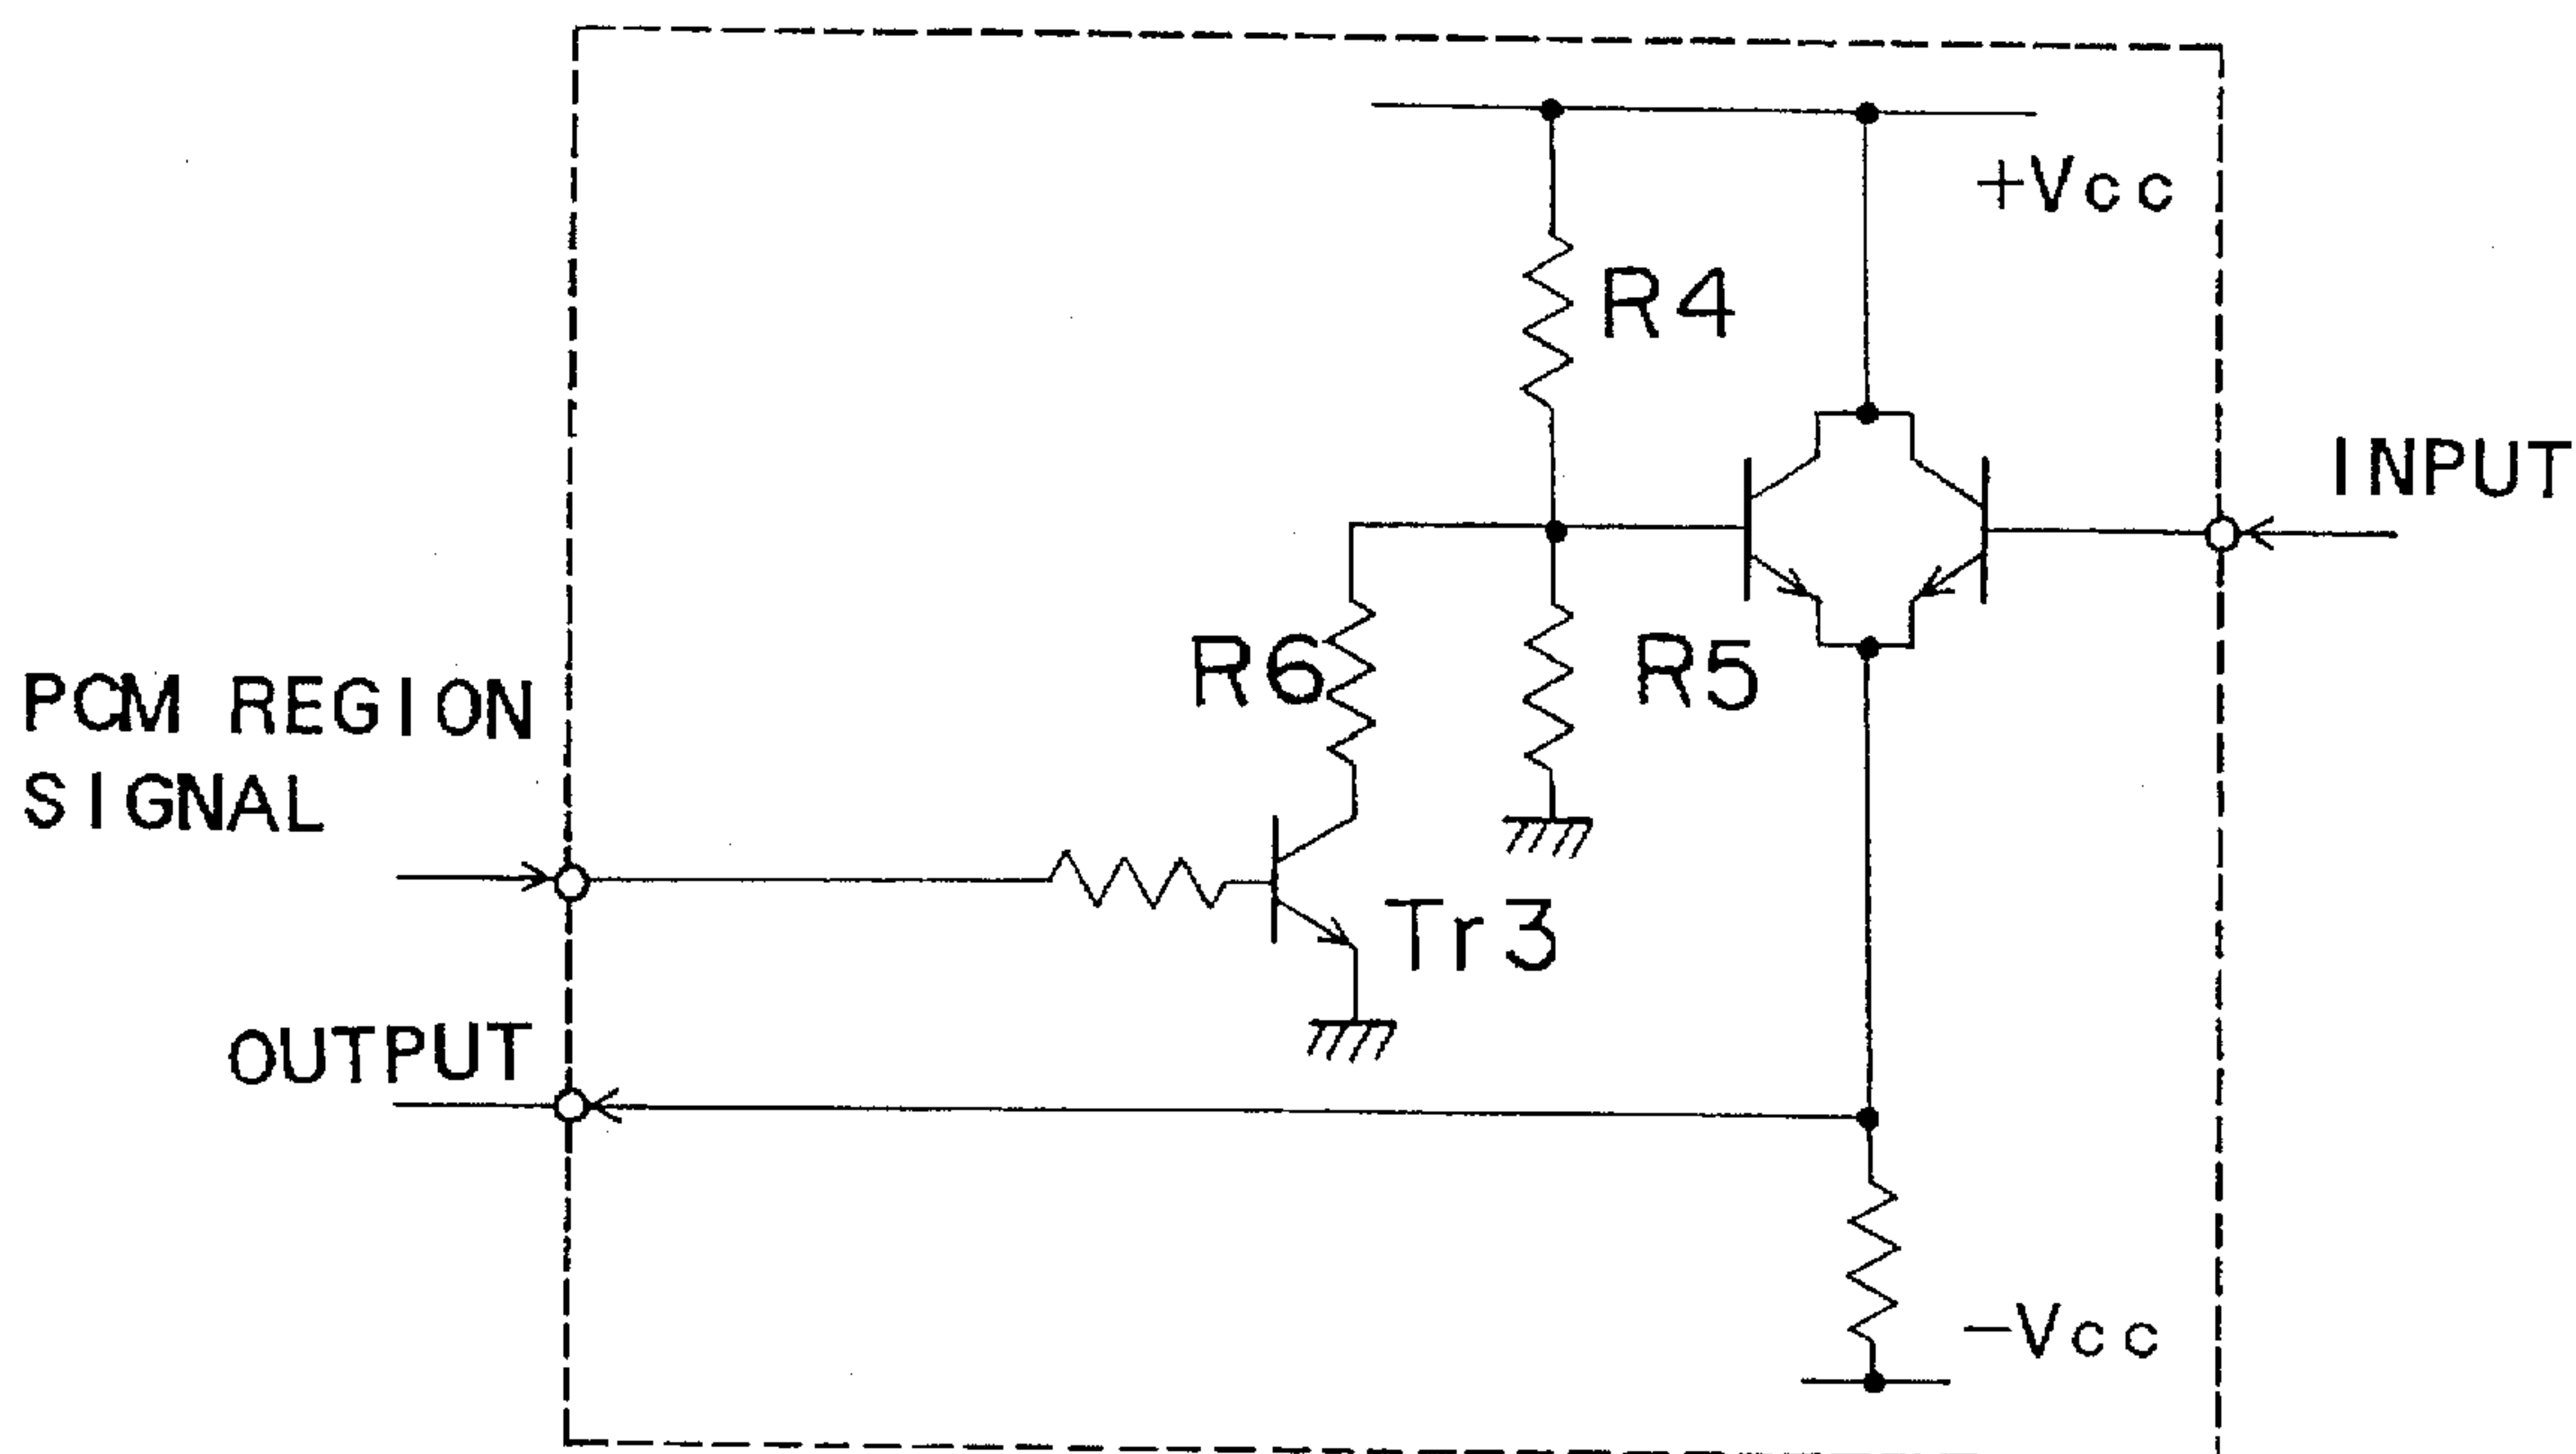 +Vcc
R4
INPUT
R6
R5
PCM REGION
SIGNAL
Tr3
OUTPUT
-Vcc